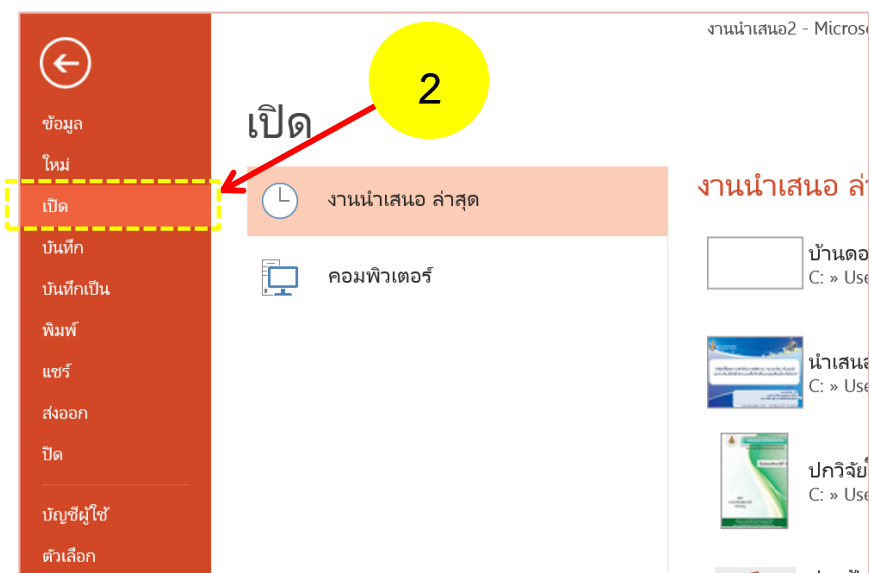 งานนำเสนอ2 - Micros
2
ข้อมูล
ใหม่
เปิด
บันทึก
บันทึกเป็น
พิมพ์
แชร์
ส่งออก
ปิด
บัญชีผู้ใช้
ตัวเลือก
เปิด
งานนำเสนอ ล่าสุด
คอมพิวเตอร์
งานนำเสนอ ล่า
บ้านดอ
C: » Use
นำเสนอ
C: » Use
ปกวิจัย
C: » Use